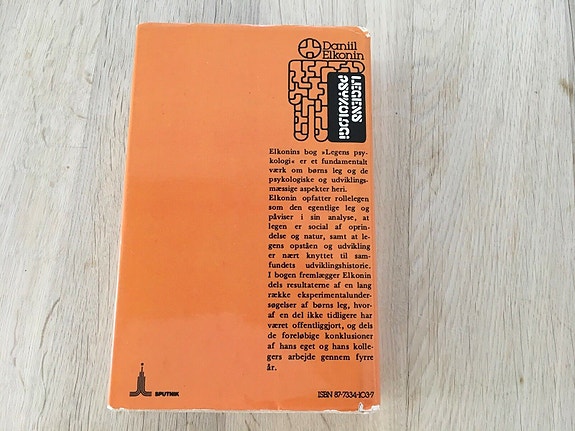 Daniil
Elkonin
LEGENS
PSYKOLOGI
Elkonins bog »Legens psy-
kologi« er et fundamentalt
værk om børns leg og de
psykologiske og udviklings-
mæssige aspekter heri.
Elkonin opfatter rollelegen
som den egentlige leg og
påviser i sin analyse, at
legen er social af oprin-
delse og natur, samt at le-
gens opståen og udvikling
er nært knyttet til sam-
fundets udviklingshistorie.
I bogen fremlægger Elkonin
dels resultaterne af en lang
række eksperimentalunder-
søgelser af børns leg, hvor-
af en del ikke tidligere har
været offentliggjort, og dels
de foreløbige konklusioner
af hans eget og hans kolle-
gers arbejde gennem fyrre
år.
SPUTNIK
ISBN 87-7334-103-7